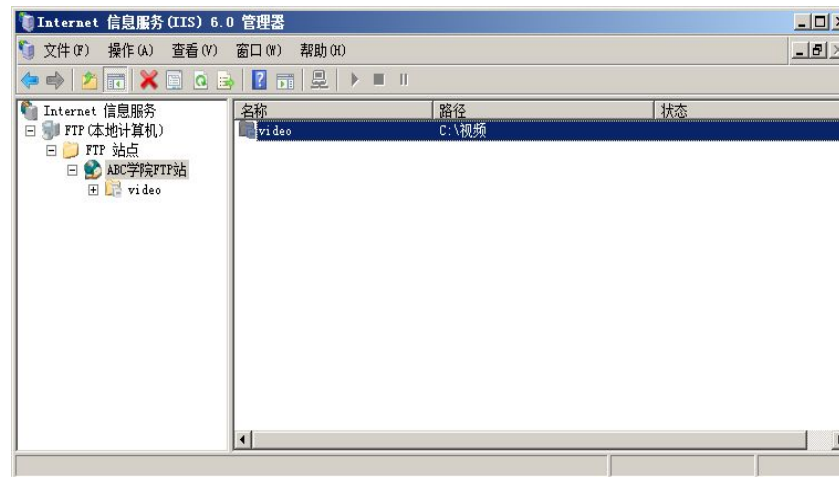 Internet 信息服务(IIS) 6.0 管理器
文件(F) 操作(A) 查看(V) 窗口(W) 帮助(H)
Internet 信息服务
FTP(本地计算机)
FTP 站点
ABC学院FTP站
video
名称 路径 状态
video C:\视频